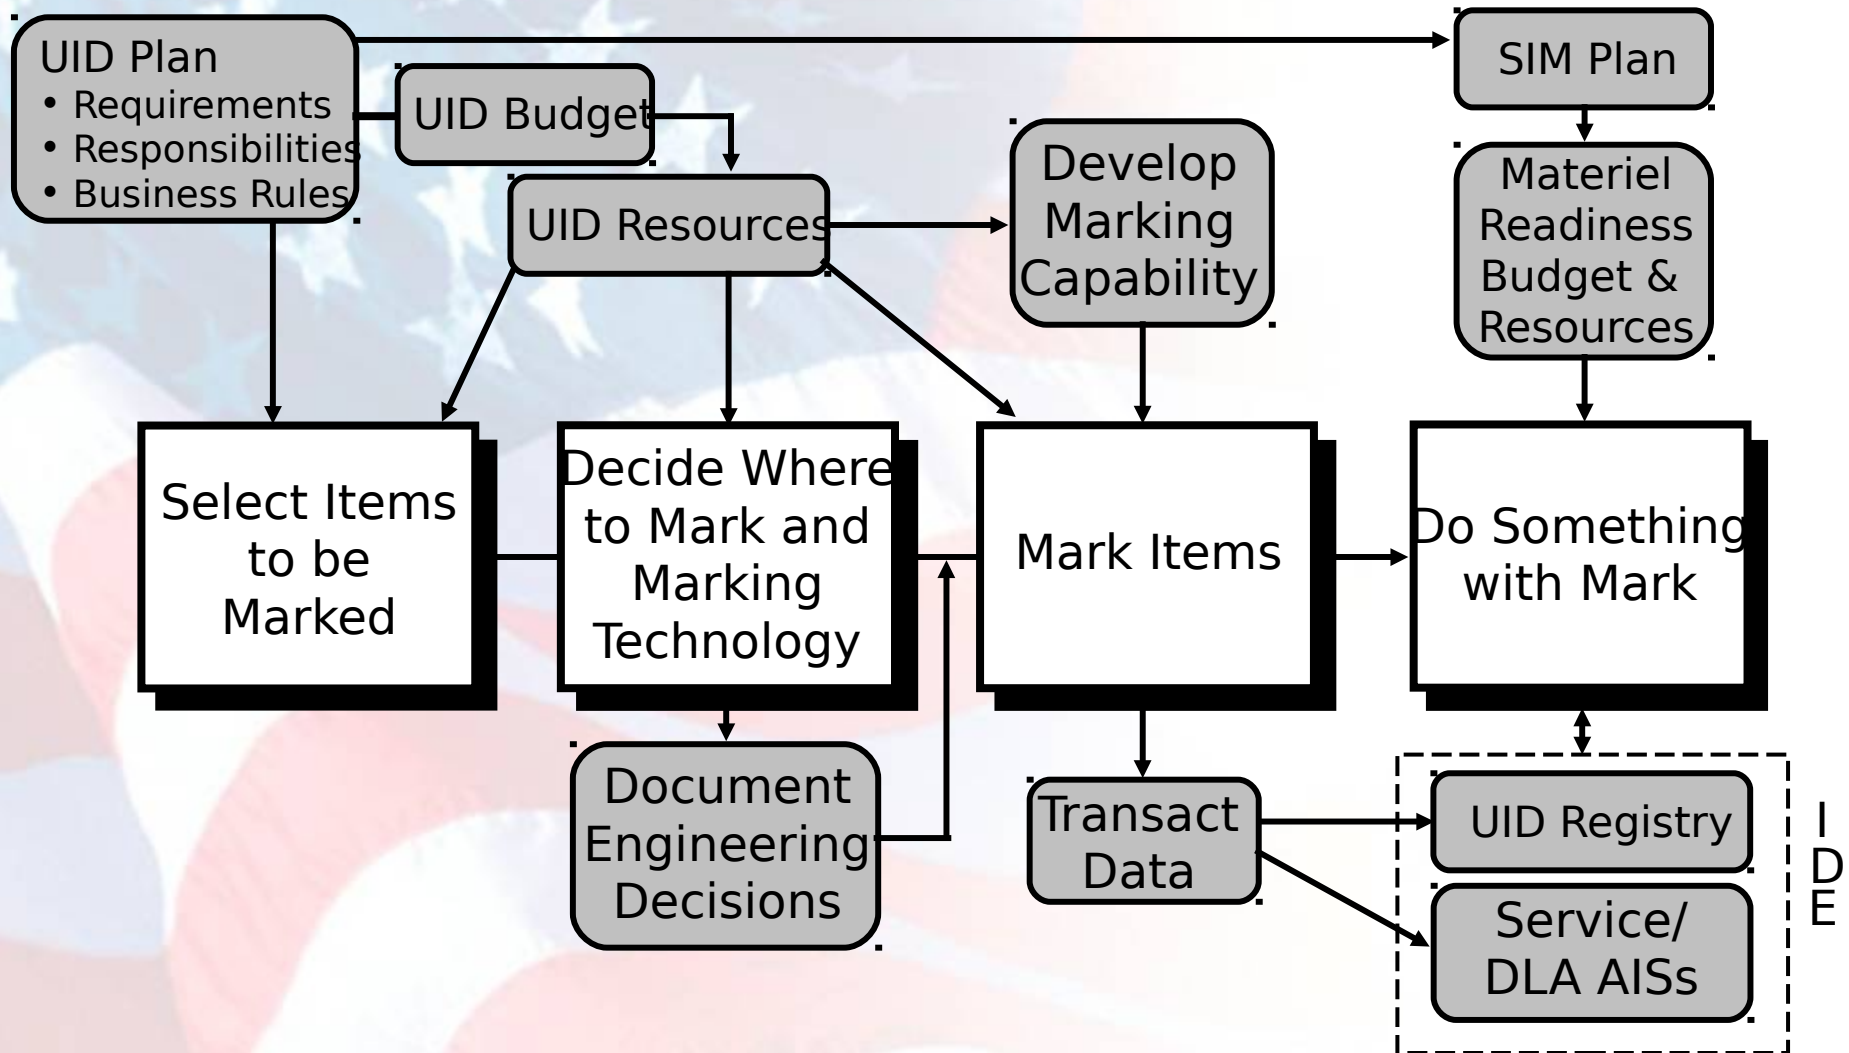 UID Plan
• Requirements
• Responsibilities
• Business Rules
UID Budget
UID Resources
Develop
Marking
Capability
SIM Plan
Materiel
Readiness
Budget &
Resources
Select Items
to be
Marked
Decide Where
to Mark and
Marking
Technology
Mark Items
Do Something
with Mark
Document
Engineering
Decisions
Transact
Data
UID Registry
Service/
DLA AISs
I
D
E